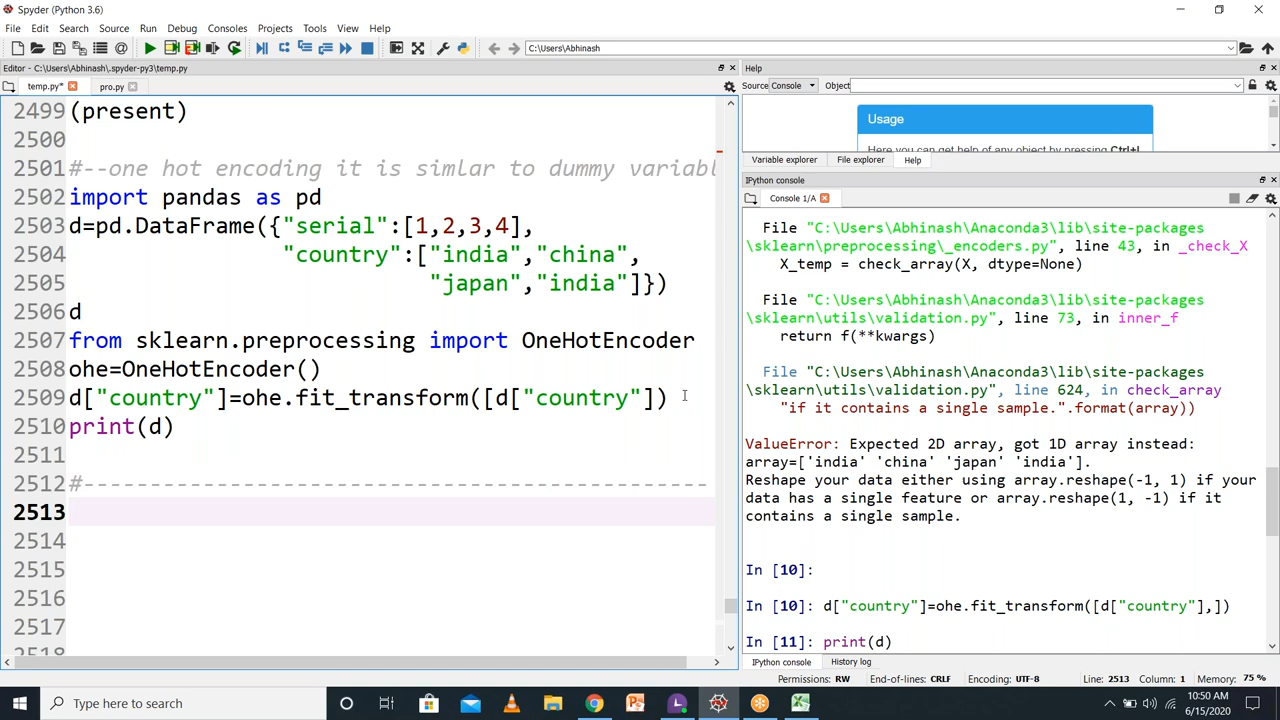 Spyder (Python 3.6)
File Edit Search Source Run Debug Consoles Projects Tools View Help
C:\Users\Abhinash
Editor - C:\Users\Abhinash\.spyder-py3\temp.py
temp.py* pro.py
2499 (present)
2500
2501 #--one hot encoding it is simlar to dummy variabl
2502 import pandas as pd
2503 d=pd.DataFrame({"serial":[1,2,3,4],
2504 "country":["india","china",
2505 "japan","india"]})
2506 d
2507 from sklearn.preprocessing import OneHotEncoder
2508 ohe=OneHotEncoder()
2509 d["country"]=ohe.fit_transform([d["country"])
2510 print(d)
2511
2512 #-----------------------------------------------
2513
2514
2515
2516
2517
2518
Help
Source Console Object
Usage
Here you can get help of any object by pressing Ctrl+I
Variable explorer File explorer Help
IPython console
Console 1/A
File "C:\Users\Abhinash\Anaconda3\lib\site-packages
\sklearn\preprocessing\_encoders.py", line 43, in _check_X
X_temp = check_array(X, dtype=None)
File "C:\Users\Abhinash\Anaconda3\lib\site-packages
\sklearn\utils\validation.py", line 73, in inner_f
return f(**kwargs)
File "C:\Users\Abhinash\Anaconda3\lib\site-packages
\sklearn\utils\validation.py", line 624, in check_array
"if it contains a single sample.".format(array))
ValueError: Expected 2D array, got 1D array instead:
array=['india' 'china' 'japan' 'india'].
Reshape your data either using array.reshape(-1, 1) if your
data has a single feature or array.reshape(1, -1) if it
contains a single sample.
In [10]:
In [10]: d["country"]=ohe.fit_transform([d["country"],])
In [11]: print(d)
IPython console History log
Permissions: RW End-of-lines: CRLF Encoding: UTF-8 Line: 2513 Column: 1 Memory: 75 %
Type here to search
10:50 AM
6/15/2020